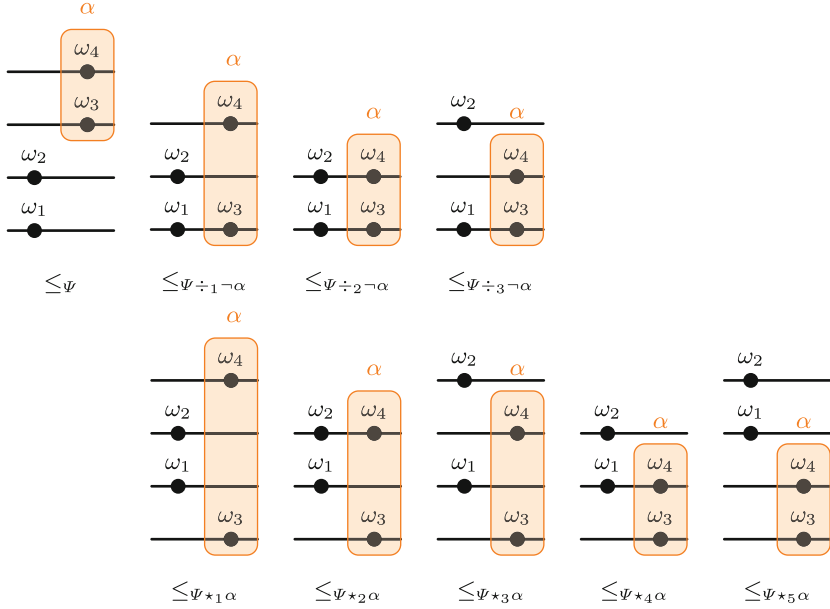 α
ω₄
α
ω₃ ω₄ ω₂ α α
ω₂ ω₂ ω₂ ω₄ ω₄
ω₁ ω₁ ω₃ ω₁ ω₃ ω₁ ω₃
≤_Ψ ≤_{Ψ÷₁¬α} ≤_{Ψ÷₂¬α} ≤_{Ψ÷₃¬α}
α
ω₄ α ω₂ α ω₂
ω₂ ω₂ ω₄ ω₄ ω₂ α ω₁ α
ω₁ ω₁ ω₁ ω₁ ω₄ ω₄
ω₃ ω₃ ω₃ ω₃ ω₃
≤_{Ψ⋆₁α} ≤_{Ψ⋆₂α} ≤_{Ψ⋆₃α} ≤_{Ψ⋆₄α} ≤_{Ψ⋆₅α}